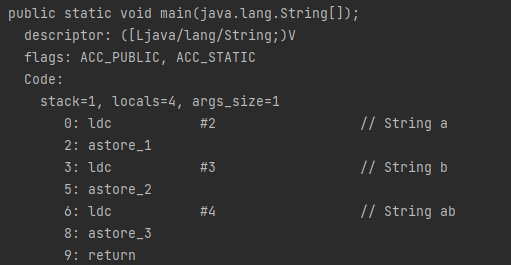 public static void main(java.lang.String[]);
  descriptor: ([Ljava/lang/String;)V
  flags: ACC_PUBLIC, ACC_STATIC
  Code:
    stack=1, locals=4, args_size=1
       0: ldc           #2                  // String a
       2: astore_1
       3: ldc           #3                  // String b
       5: astore_2
       6: ldc           #4                  // String ab
       8: astore_3
       9: return